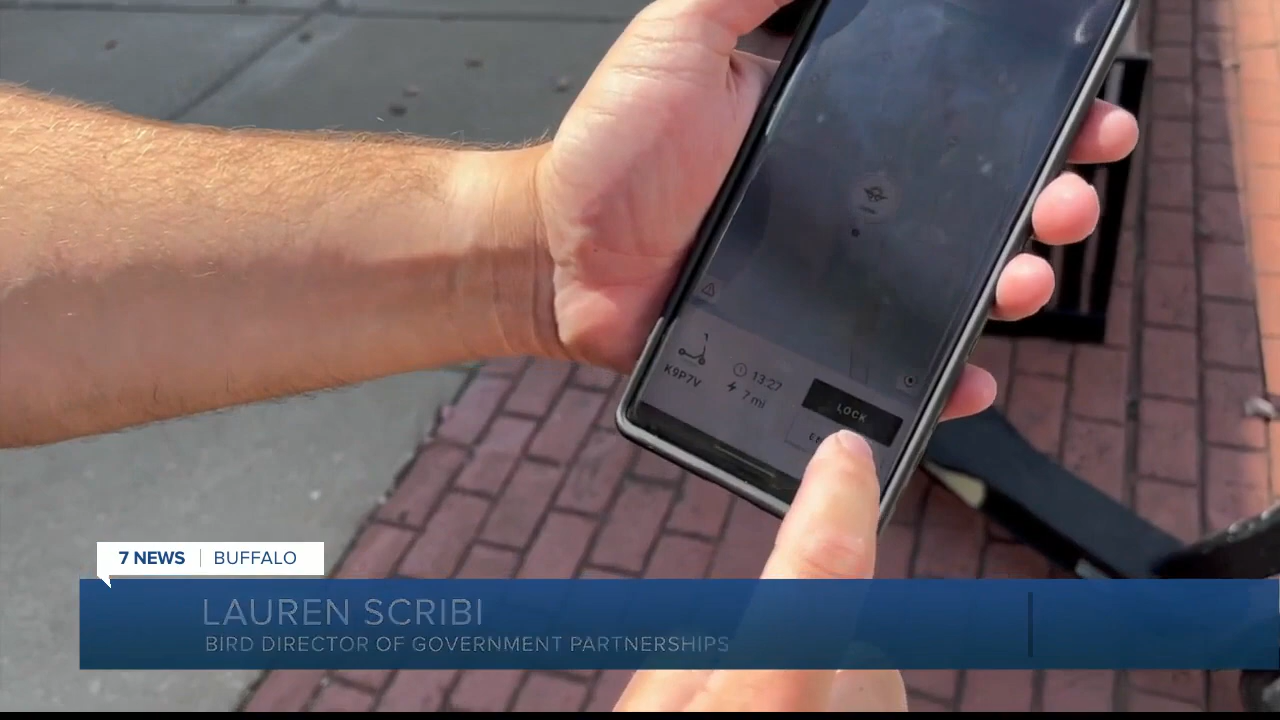 K9P7V
13:27
7 mi
LOCK
7 NEWS | BUFFALO
LAUREN SCRIBI
BIRD DIRECTOR OF GOVERNMENT PARTNERSHIPS